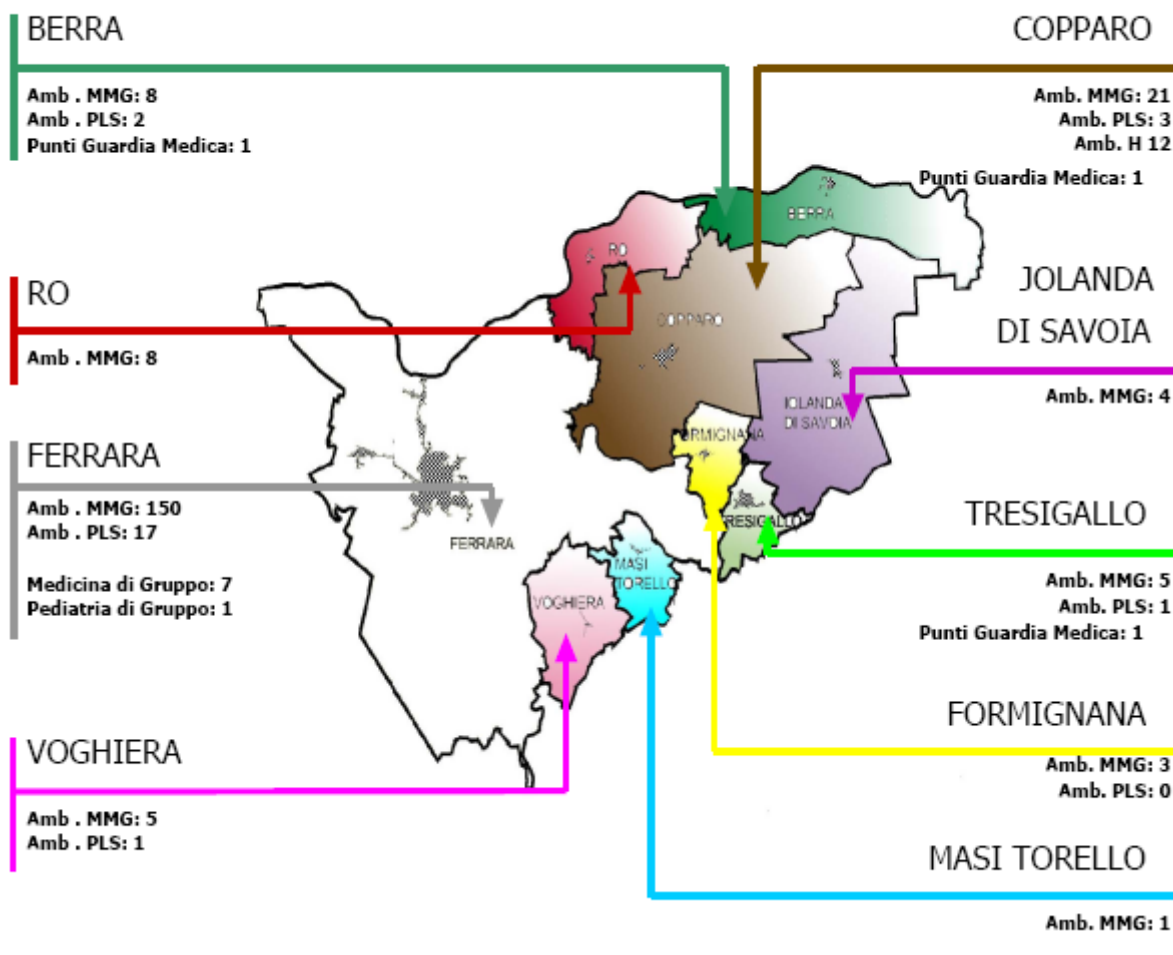 BERRA
Amb . MMG: 8
Amb . PLS: 2
Punti Guardia Medica: 1
COPPARO
Amb. MMG: 21
Amb. PLS: 3
Amb. H 12
Punti Guardia Medica: 1
RO
Amb . MMG: 8
JOLANDA
DI SAVOIA
Amb. MMG: 4
FERRARA
Amb . MMG: 150
Amb . PLS: 17
Medicina di Gruppo: 7
Pediatria di Gruppo: 1
TRESIGALLO
Amb. MMG: 5
Amb. PLS: 1
Punti Guardia Medica: 1
FORMIGNANA
Amb. MMG: 3
Amb. PLS: 0
VOGHIERA
Amb . MMG: 5
Amb . PLS: 1
MASI TORELLO
Amb. MMG: 1
BERRA
RO
COPPARO
JOLANDA
DI SAVOIA
FORMIGNANA
TRESIGALLO
FERRARA
MASI
TORELLO
VOGHIERA